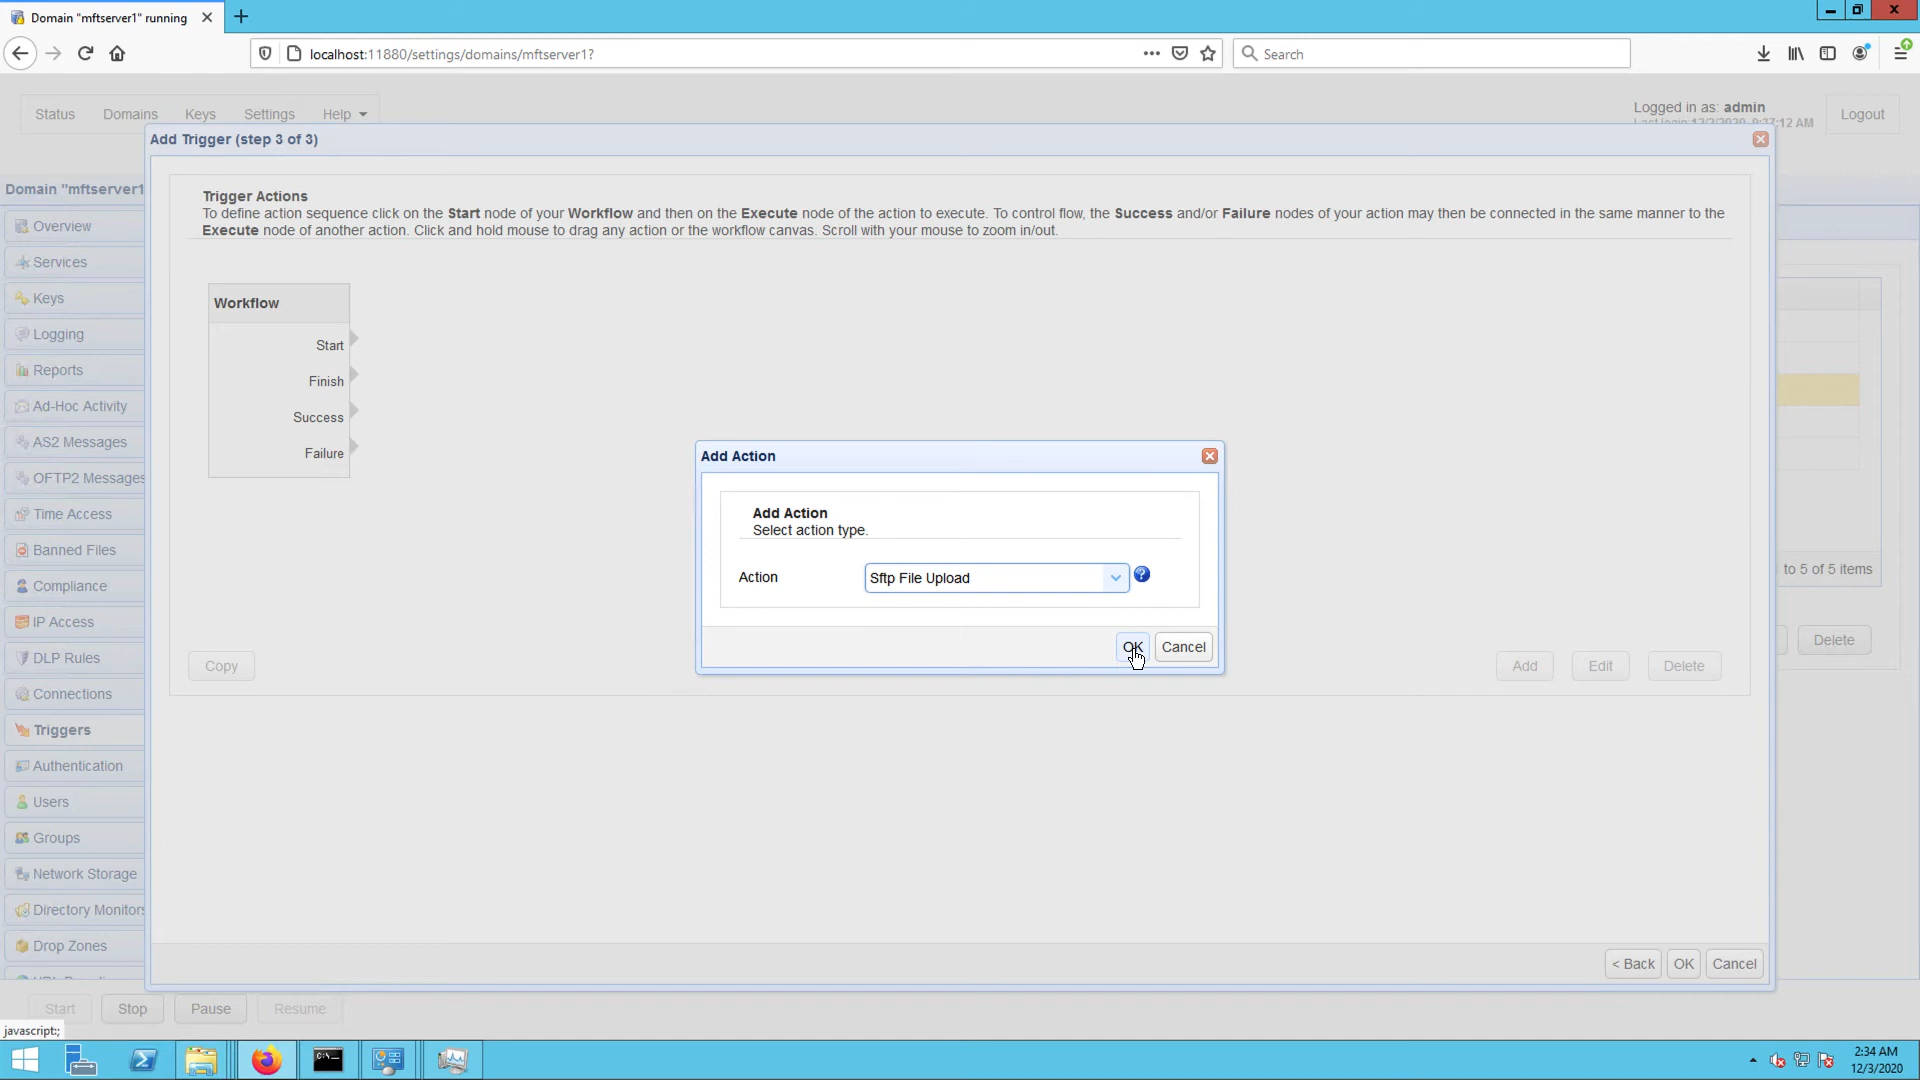 Domain "mftserver1" running
localhost:11880/settings/domains/mftserver1?
Search
Status Domains Keys Settings Help
Logged in as: admin
Last login: 12/2/2020, 9:37:12 AM
Logout
Add Trigger (step 3 of 3)
Domain "mftserver1
Trigger Actions
To define action sequence click on the Start node of your Workflow and then on the Execute node of the action to execute. To control flow, the Success and/or Failure nodes of your action may then be connected in the same manner to the
Execute node of another action. Click and hold mouse to drag any action or the workflow canvas. Scroll with your mouse to zoom in/out.
Overview
Services
Keys
Logging
Reports
Ad-Hoc Activity
AS2 Messages
OFTP2 Messages
Time Access
Banned Files
Compliance
IP Access
DLP Rules
Connections
Triggers
Authentication
Users
Groups
Network Storage
Directory Monitors
Drop Zones
Workflow
Start
Finish
Success
Failure
Add Action
Add Action
Select action type.
Action Sftp File Upload ?
OK Cancel
to 5 of 5 items
Delete
Copy Add Edit Delete
< Back OK Cancel
Start Stop Pause Resume
javascript:;
2:34 AM
12/3/2020